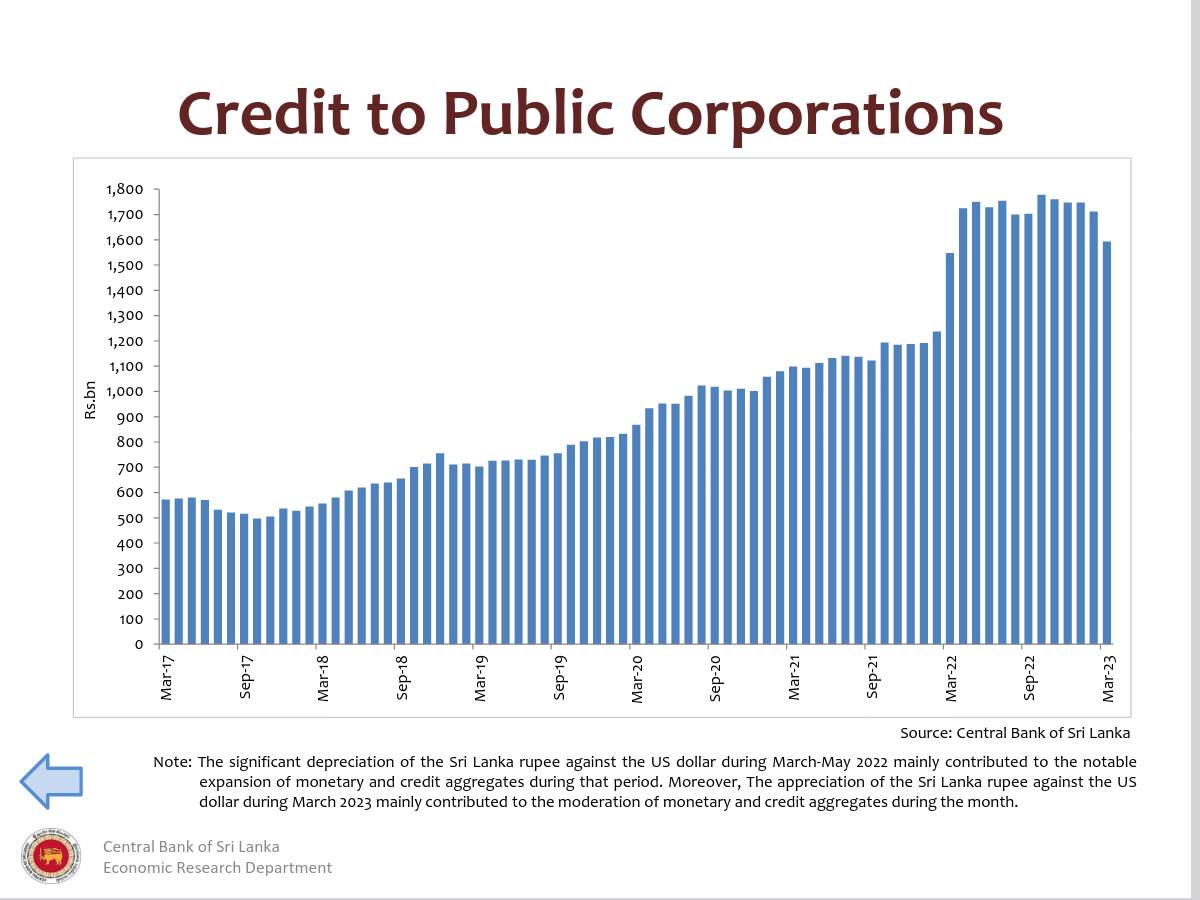 Credit to Public Corporations
1,800
1,700
1,600
1,500
1,400
1,300
1,200
1,100
1,000
900
800
700
600
500
400
300
200
100
0
Rs.bn
Mar-17
Sep-17
Mar-18
Sep-18
Mar-19
Sep-19
Mar-20
Sep-20
Mar-21
Sep-21
Mar-22
Sep-22
Mar-23
Source: Central Bank of Sri Lanka
Note: The significant depreciation of the Sri Lanka rupee against the US dollar during March-May 2022 mainly contributed to the notable
expansion of monetary and credit aggregates during that period. Moreover, The appreciation of the Sri Lanka rupee against the US
dollar during March 2023 mainly contributed to the moderation of monetary and credit aggregates during the month.
Central Bank of Sri Lanka
Economic Research Department